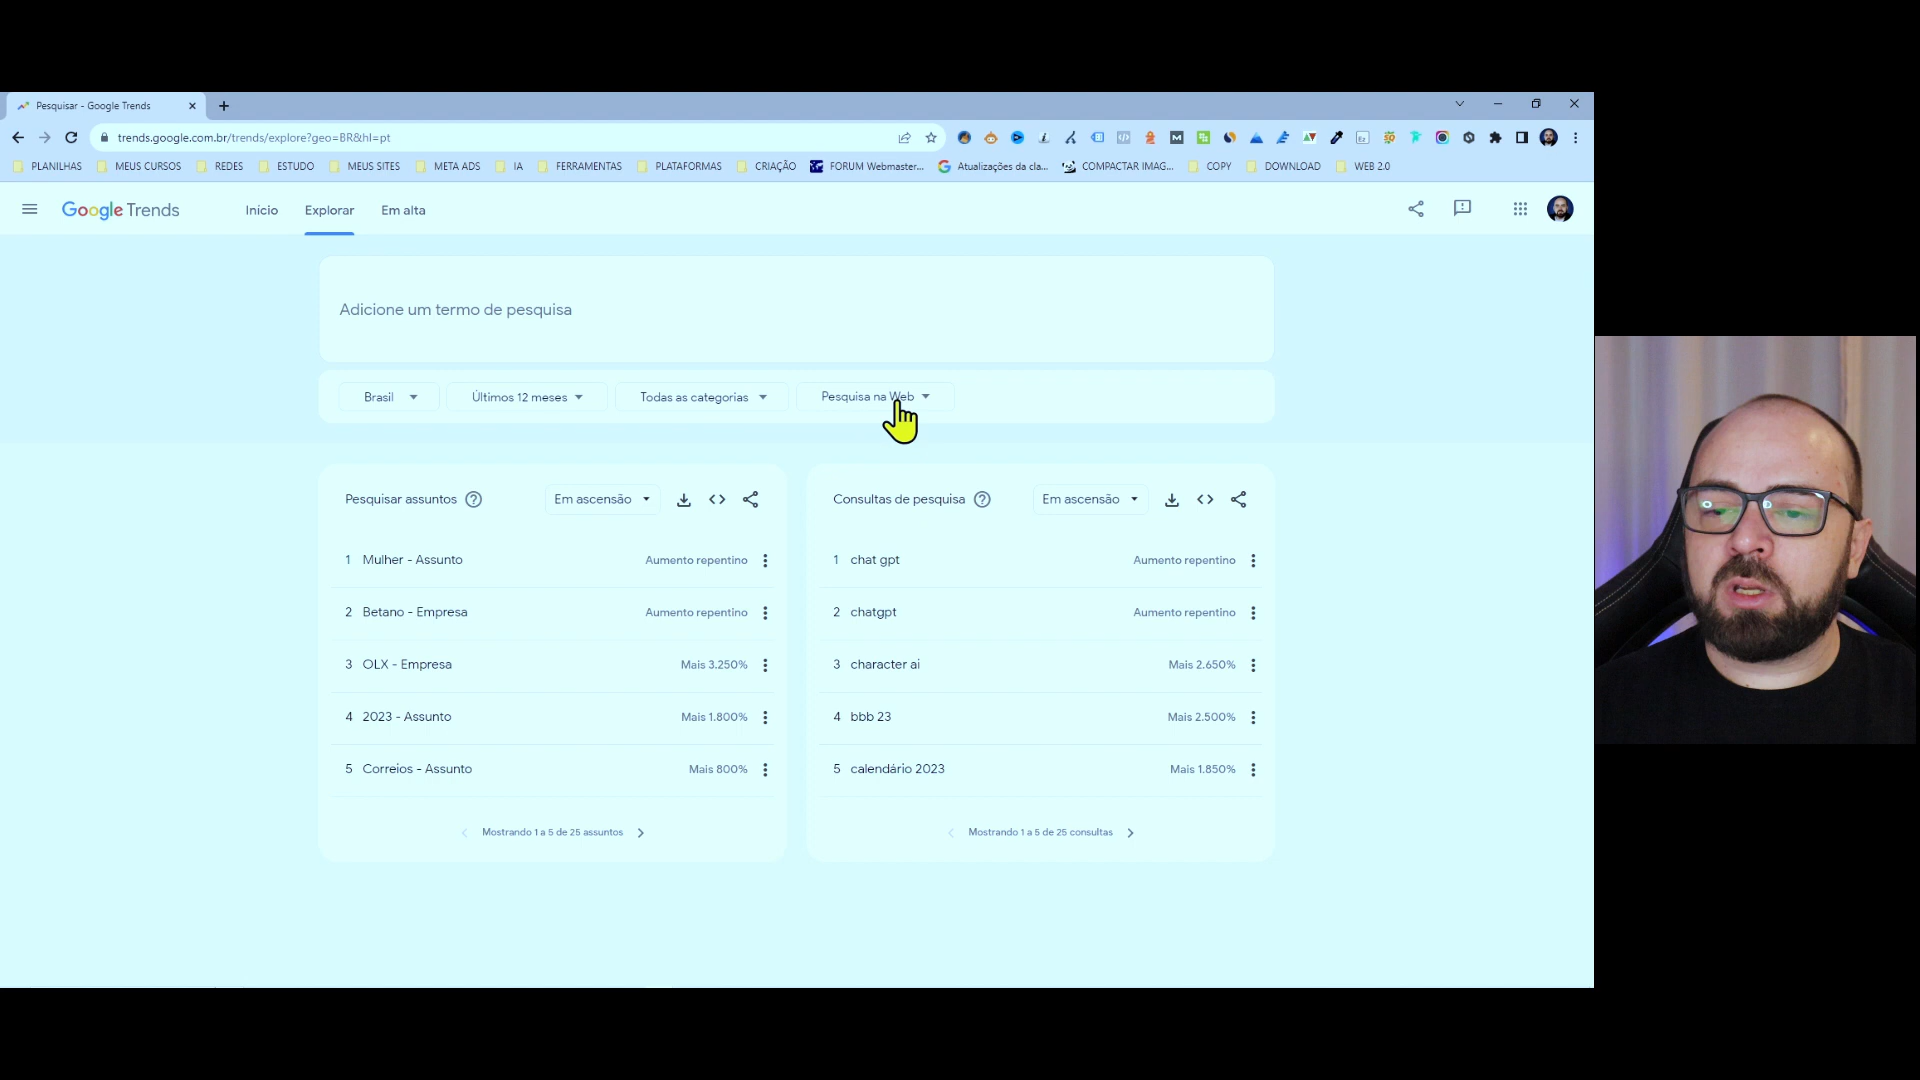 Pesquisar - Google Trends
trends.google.com.br/trends/explore?geo=BR&hl=pt
PLANILHAS MEUS CURSOS REDES ESTUDO MEUS SITES META ADS IA FERRAMENTAS PLATAFORMAS CRIAÇÃO FORUM Webmaster... Atualizações da cla... COMPACTAR IMAG... COPY DOWNLOAD WEB 2.0
Google Trends Início Explorar Em alta
Adicione um termo de pesquisa
Brasil Últimos 12 meses Todas as categorias Pesquisa na Web
Pesquisar assuntos Em ascensão
1 Mulher - Assunto Aumento repentino
2 Betano - Empresa Aumento repentino
3 OLX - Empresa Mais 3.250%
4 2023 - Assunto Mais 1.800%
5 Correios - Assunto Mais 800%
Mostrando 1 a 5 de 25 assuntos
Consultas de pesquisa Em ascensão
1 chat gpt Aumento repentino
2 chatgpt Aumento repentino
3 character ai Mais 2.650%
4 bbb 23 Mais 2.500%
5 calendário 2023 Mais 1.850%
Mostrando 1 a 5 de 25 consultas